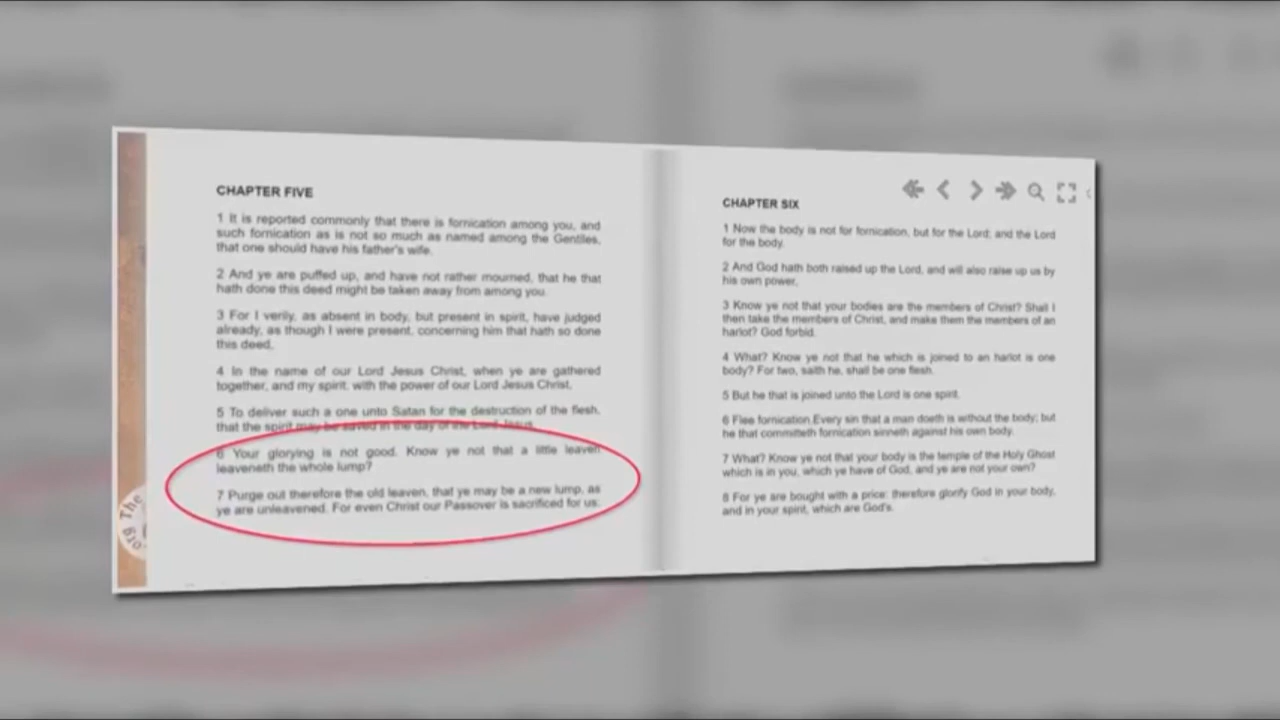 CHAPTER FIVE
1 It is reported commonly that there is fornication among you, and
such fornication as is not so much as named among the Gentiles,
that one should have his father's wife.
2 And ye are puffed up, and have not rather mourned, that he that
hath done this deed might be taken away from among you.
3 For I verily, as absent in body, but present in spirit, have judged
already, as though I were present, concerning him that hath so done
this deed,
4 In the name of our Lord Jesus Christ, when ye are gathered
together, and my spirit, with the power of our Lord Jesus Christ,
5 To deliver such a one unto Satan for the destruction of the flesh,
that the spirit may be saved in the day of the Lord Jesus.
6 Your glorying is not good. Know ye not that a little leaven
leaveneth the whole lump?
7 Purge out therefore the old leaven, that ye may be a new lump, as
ye are unleavened. For even Christ our Passover is sacrificed for us:
The
.org
CHAPTER SIX
1 Now the body is not for fornication, but for the Lord; and the Lord
for the body.
2 And God hath both raised up the Lord, and will also raise up us by
his own power.
3 Know ye not that your bodies are the members of Christ? Shall I
then take the members of Christ, and make them the members of an
harlot? God forbid.
4 What? Know ye not that he which is joined to an harlot is one
body? For two, saith he, shall be one flesh.
5 But he that is joined unto the Lord is one spirit.
6 Flee fornication.Every sin that a man doeth is without the body; but
he that committeth fornication sinneth against his own body.
7 What? Know ye not that your body is the temple of the Holy Ghost
which is in you, which ye have of God, and ye are not your own?
8 For ye are bought with a price: therefore glorify God in your body,
and in your spirit, which are God's.